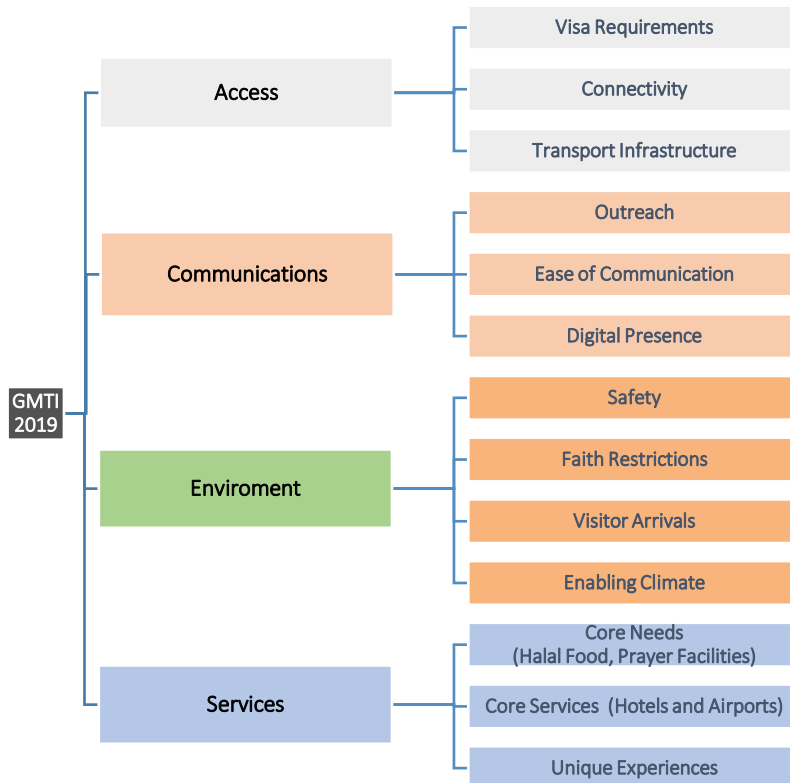 GMTI
2019
Access
Visa Requirements
Connectivity
Transport Infrastructure
Communications
Outreach
Ease of Communication
Digital Presence
Enviroment
Safety
Faith Restrictions
Visitor Arrivals
Enabling Climate
Services
Core Needs
(Halal Food, Prayer Facilities)
Core Services (Hotels and Airports)
Unique Experiences